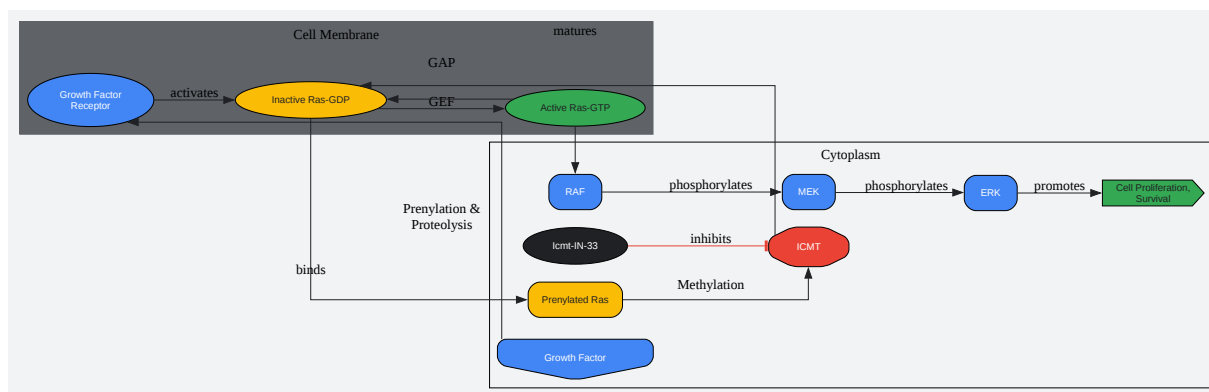 matures
Cell Membrane
GAP
Growth Factor
Receptor
activates
Inactive Ras-GDP
GEF
Active Ras-GTP
Cytoplasm
RAF
phosphorylates
MEK
phosphorylates
ERK
promotes
Cell Proliferation,
Survival
Prenylation &
Proteolysis
Icmt-IN-33
inhibits
ICMT
binds
Prenylated Ras
Methylation
Growth Factor